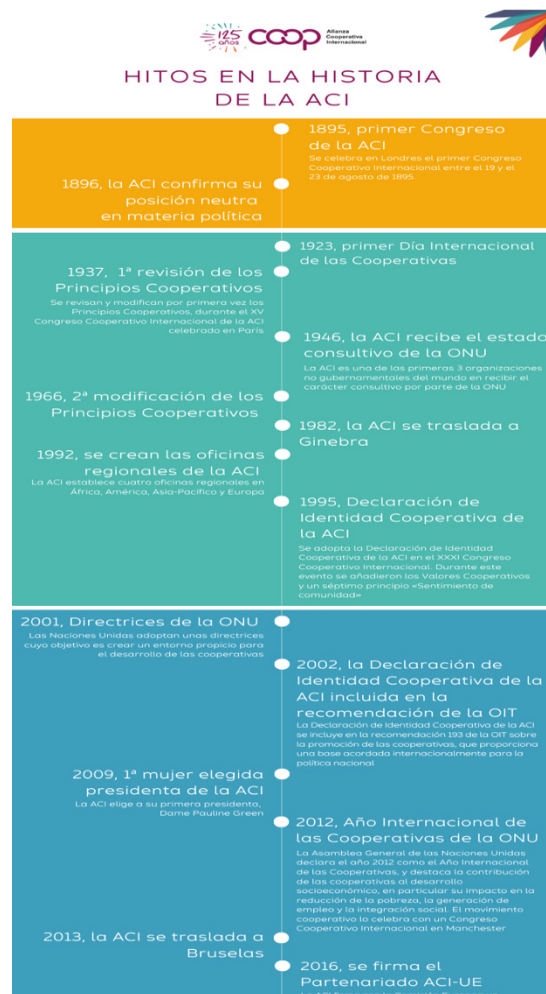 125
años
COOP
Alianza
Cooperativa
Internacional
HITOS EN LA HISTORIA
DE LA ACI
1895, primer Congreso
de la ACI
Se celebra en Londres el primer Congreso
Cooperativo Internacional entre el 19 y el
23 de agosto de 1895.
1896, la ACI confirma su
posición neutra
en materia política
1923, primer Día Internacional
de las Cooperativas
1937, 1ª revisión de los
Principios Cooperativos
Se revisan y modifican por primera vez los
Principios Cooperativos, durante el XV
Congreso Cooperativo Internacional de la ACI
celebrado en París
1946, la ACI recibe el estado
consultivo de la ONU
La ACI es una de las primeras 3 organizaciones
no gubernamentales del mundo en recibir el
carácter consultivo por parte de la ONU
1966, 2ª modificación de los
Principios Cooperativos
1982, la ACI se traslada a
Ginebra
1992, se crean las oficinas
regionales de la ACI
La ACI establece cuatro oficinas regionales en
África, América, Asia-Pacífico y Europa
1995, Declaración de
Identidad Cooperativa de
la ACI
Se adopta la Declaración de Identidad
Cooperativa de la ACI en el XXXI Congreso
Cooperativo Internacional. Durante este
evento se añadieron los Valores Cooperativos
y un séptimo principio «Sentimiento de
comunidad»
2001, Directrices de la ONU
Las Naciones Unidas adoptan unas directrices
cuyo objetivo es crear un entorno propicio para
el desarrollo de las cooperativas
2002, la Declaración de
Identidad Cooperativa de la
ACI incluida en la
recomendación de la OIT
La Declaración de Identidad Cooperativa de la ACI
se incluye en la recomendación 193 de la OIT sobre
la promoción de las cooperativas, que proporciona
una base acordada internacionalmente para la
política nacional
2009, 1ª mujer elegida
presidenta de la ACI
La ACI elige a su primera presidenta,
Dame Pauline Green
2012, Año Internacional de
las Cooperativas de la ONU
La Asamblea General de las Naciones Unidas
declara el año 2012 como el Año Internacional
de las Cooperativas, y destaca la contribución
de las cooperativas al desarrollo
socioeconómico, en particular su impacto en la
reducción de la pobreza, la generación de
empleo y la integración social. El movimiento
cooperativo lo celebra con un Congreso
Cooperativo Internacional en Manchester
2013, la ACI se traslada a
Bruselas
2016, se firma el
Partenariado ACI-UE